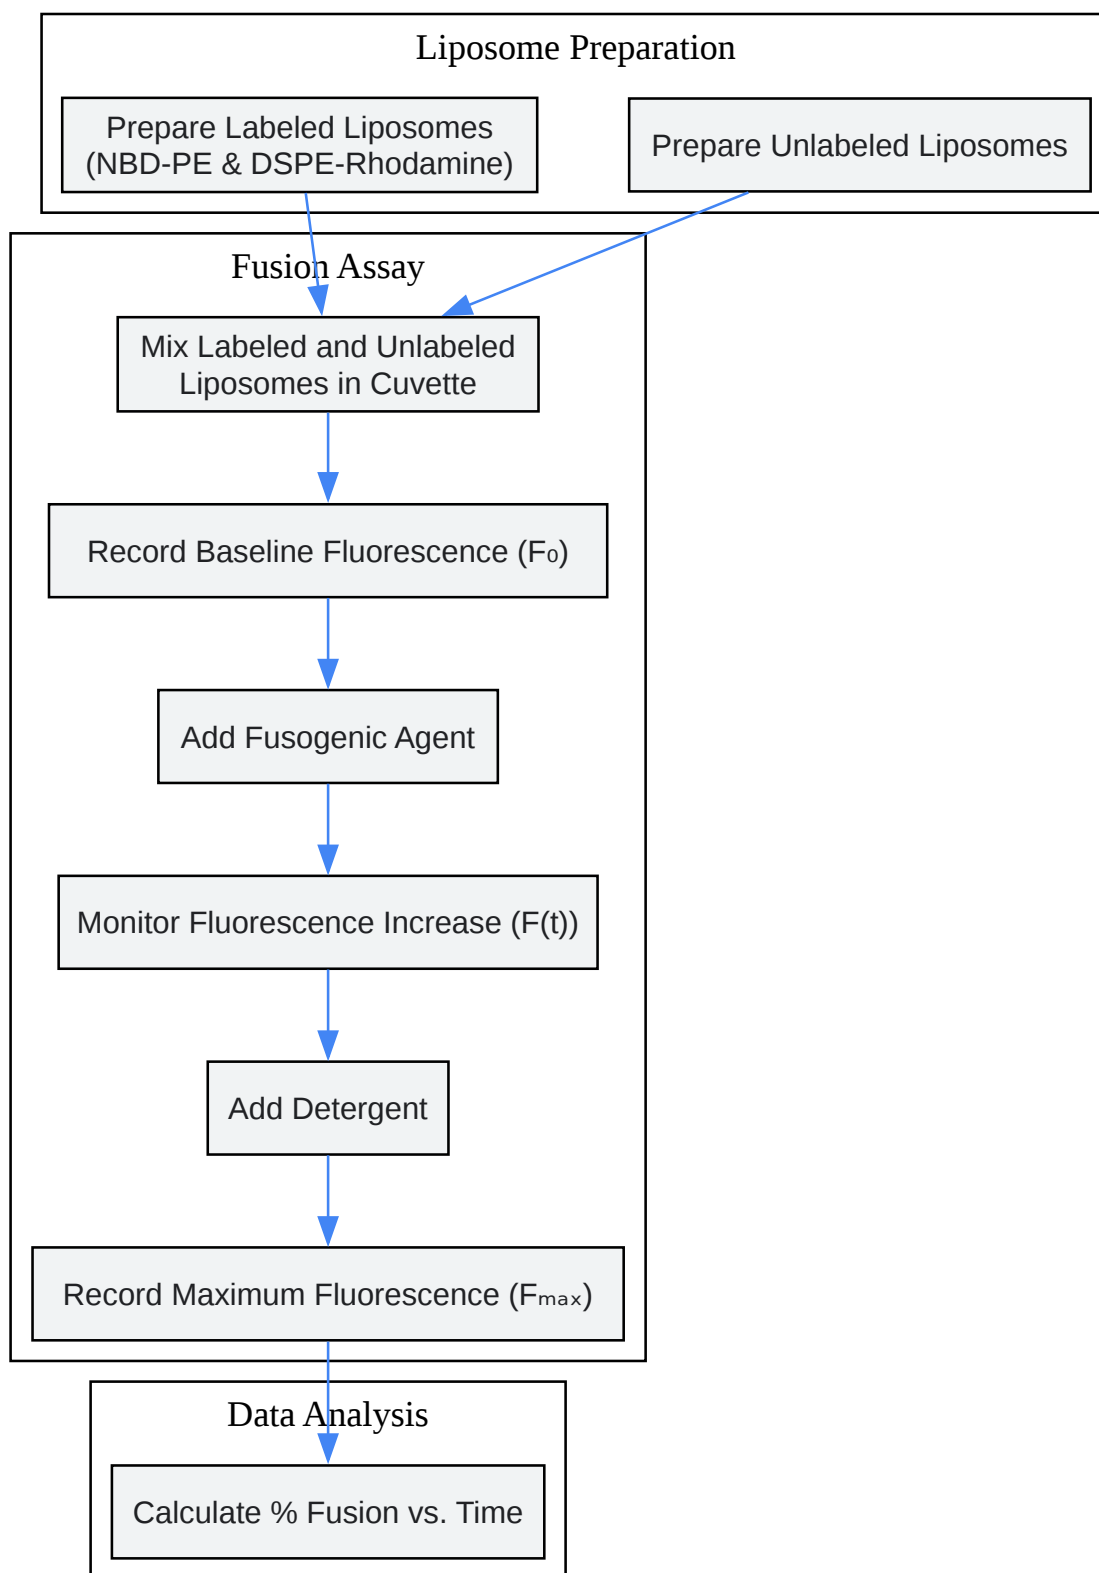 Liposome Preparation
Prepare Labeled Liposomes
(NBD-PE & DSPE-Rhodamine)
Prepare Unlabeled Liposomes
Fusion Assay
Mix Labeled and Unlabeled
Liposomes in Cuvette
Record Baseline Fluorescence (F₀)
Add Fusogenic Agent
Monitor Fluorescence Increase (F(t))
Add Detergent
Record Maximum Fluorescence (Fₘₐₓ)
Data Analysis
Calculate % Fusion vs. Time